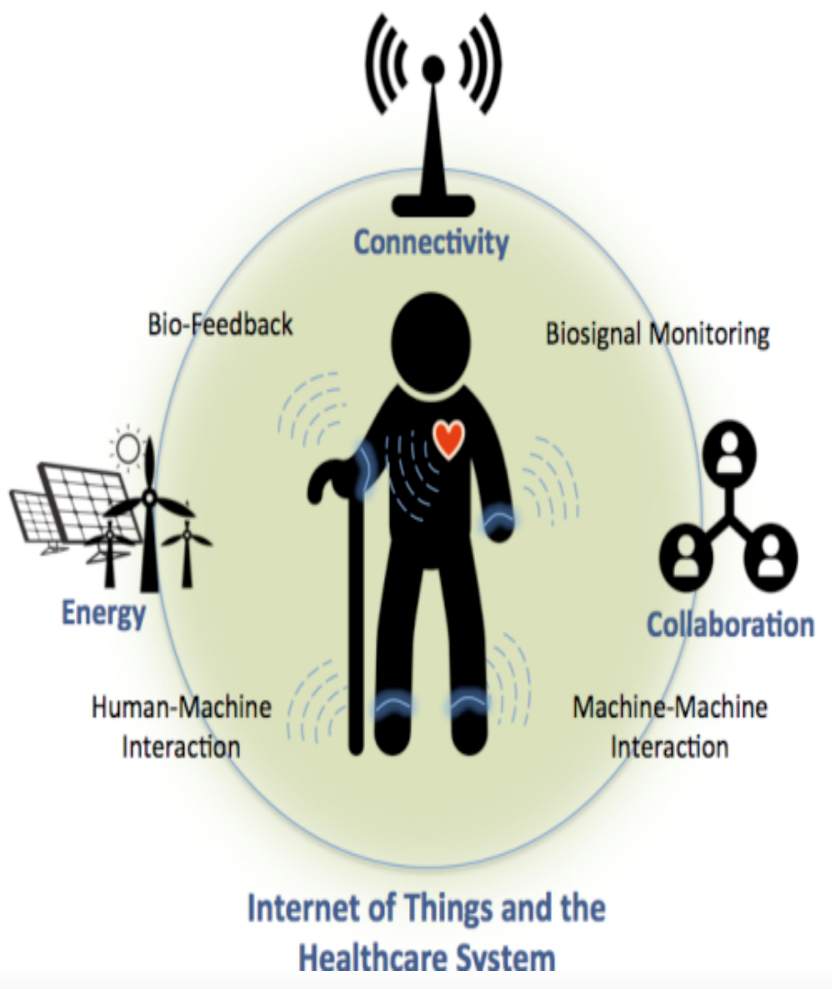 Connectivity
Bio-Feedback
Biosignal Monitoring
Energy
Collaboration
Human-Machine
Interaction
Machine-Machine
Interaction
Internet of Things and the
Healthcare System